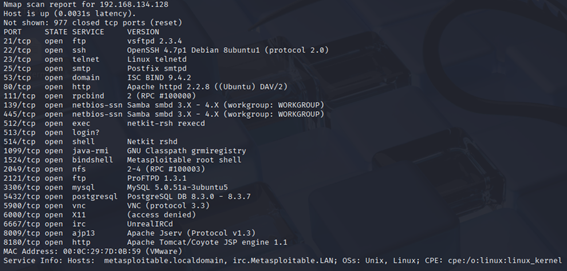 Nmap scan report for 192.168.134.128
Host is up (0.0031s latency).
Not shown: 977 closed tcp ports (reset)
PORT     STATE SERVICE     VERSION
21/tcp   open  ftp         vsftpd 2.3.4
22/tcp   open  ssh         OpenSSH 4.7p1 Debian 8ubuntu1 (protocol 2.0)
23/tcp   open  telnet      Linux telnetd
25/tcp   open  smtp        Postfix smtpd
53/tcp   open  domain      ISC BIND 9.4.2
80/tcp   open  http        Apache httpd 2.2.8 ((Ubuntu) DAV/2)
111/tcp  open  rpcbind     2 (RPC #100000)
139/tcp  open  netbios-ssn Samba smbd 3.X - 4.X (workgroup: WORKGROUP)
445/tcp  open  netbios-ssn Samba smbd 3.X - 4.X (workgroup: WORKGROUP)
512/tcp  open  exec        netkit-rsh rexecd
513/tcp  open  login?
514/tcp  open  shell       Netkit rshd
1099/tcp open  java-rmi    GNU Classpath grmiregistry
1524/tcp open  bindshell   Metasploitable root shell
2049/tcp open  nfs         2-4 (RPC #100003)
2121/tcp open  ftp         ProFTPD 1.3.1
3306/tcp open  mysql       MySQL 5.0.51a-3ubuntu5
5432/tcp open  postgresql  PostgreSQL DB 8.3.0 - 8.3.7
5900/tcp open  vnc         VNC (protocol 3.3)
6000/tcp open  X11         (access denied)
6667/tcp open  irc         UnrealIRCd
8009/tcp open  ajp13       Apache Jserv (Protocol v1.3)
8180/tcp open  http        Apache Tomcat/Coyote JSP engine 1.1
MAC Address: 00:0C:29:7D:0B:59 (VMware)
Service Info: Hosts:  metasploitable.localdomain, irc.Metasploitable.LAN; OSs: Unix, Linux; CPE: cpe:/o:linux:linux_kernel